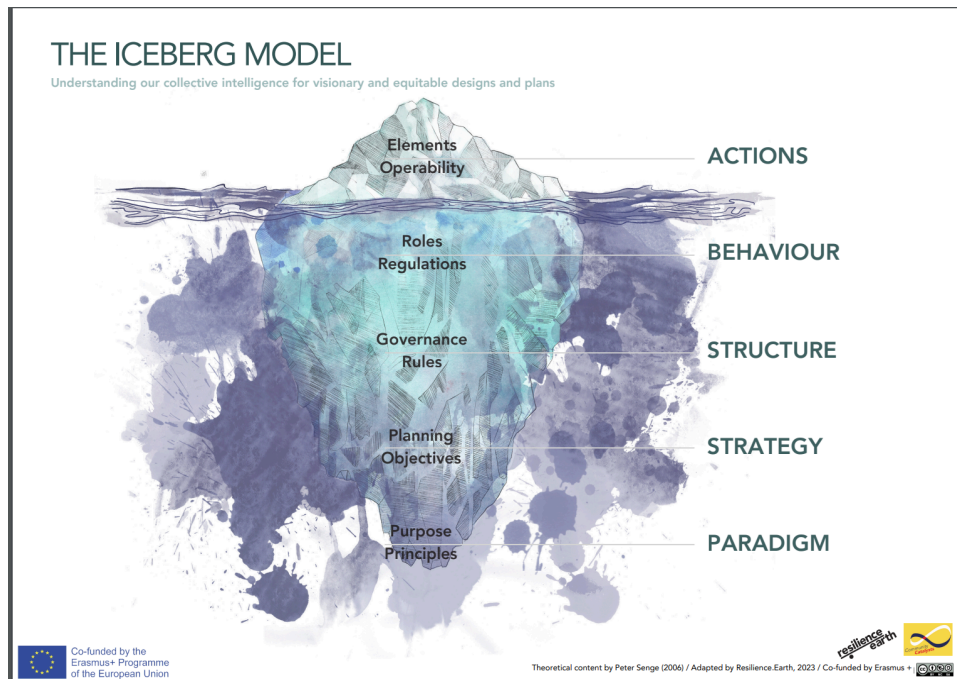 THE ICEBERG MODEL
Understanding our collective intelligence for visionary and equitable designs and plans
Elements
Operability
ACTIONS
Roles
Regulations
BEHAVIOUR
Governance
Rules
STRUCTURE
Planning
Objectives
STRATEGY
Purpose
Principles
PARADIGM
Co-funded by the
Erasmus+ Programme
of the European Union
resilience
earth
Community
Catalysts
Theoretical content by Peter Senge (2006) / Adapted by Resilience.Earth, 2023 / Co-funded by Erasmus +